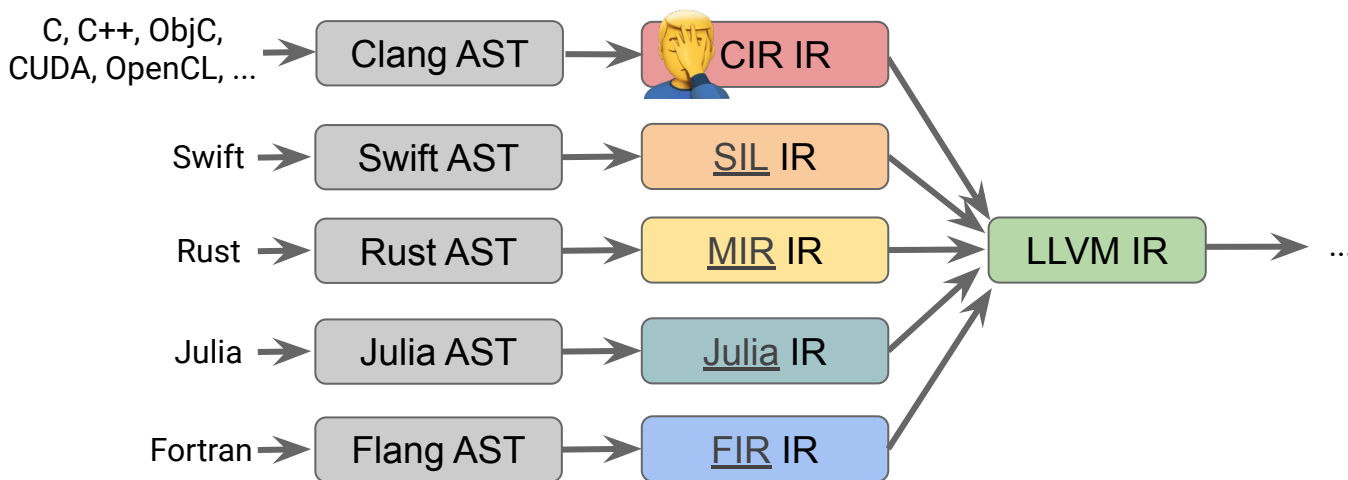 C, C++, ObjC,
CUDA, OpenCL, ...
Clang AST
CIR IR
Swift
Swift AST
SIL IR
Rust
Rust AST
MIR IR
LLVM IR
...
Julia
Julia AST
Julia IR
Fortran
Flang AST
FIR IR